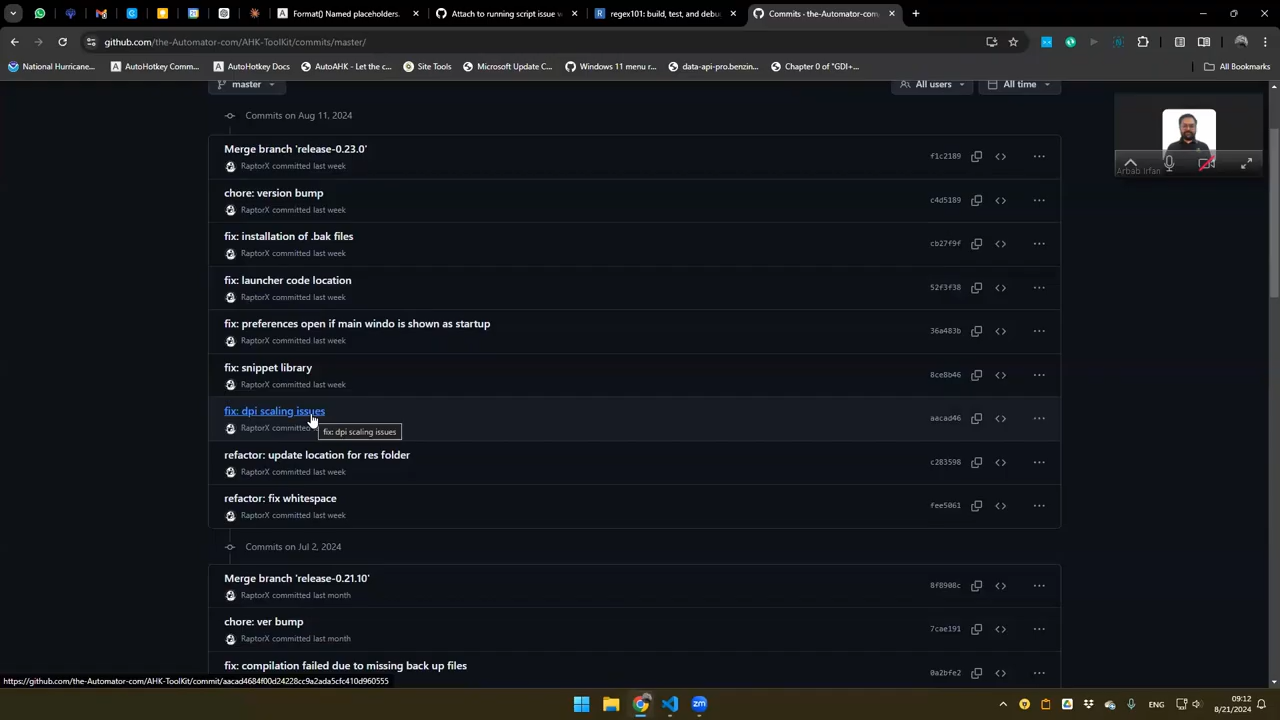 Format() Named placeholders.
Attach to running script issue v
regex101: build, test, and debu
Commits · the-Automator-com/
github.com/the-Automator-com/AHK-ToolKit/commits/master/
National Hurricane...
AutoHotkey Comm...
AutoHotkey Docs
AutoAHK - Let the c...
Site Tools
Microsoft Update C...
Windows 11 menu r...
data-api-pro.benzin...
Chapter 0 of "GDI+...
All Bookmarks
master
All users
All time
Commits on Aug 11, 2024
Merge branch 'release-0.23.0'
RaptorX committed last week
f1c2189
chore: version bump
RaptorX committed last week
c4d5189
fix: installation of .bak files
RaptorX committed last week
cb27f9f
fix: launcher code location
RaptorX committed last week
52f3f38
fix: preferences open if main windo is shown as startup
RaptorX committed last week
36a483b
fix: snippet library
RaptorX committed last week
8ce8b46
fix: dpi scaling issues
RaptorX committed
fix: dpi scaling issues
aacad46
refactor: update location for res folder
RaptorX committed last week
c283598
refactor: fix whitespace
RaptorX committed last week
fee5061
Commits on Jul 2, 2024
Merge branch 'release-0.21.10'
RaptorX committed last month
8f8908c
chore: ver bump
RaptorX committed last month
7cae191
fix: compilation failed due to missing back up files
0a2bfe2
Arbab Irfan
https://github.com/the-Automator-com/AHK-ToolKit/commit/aacad4684f00d24228cc9a2ada5cfc410d960555
zm
ENG
09:12
8/21/2024